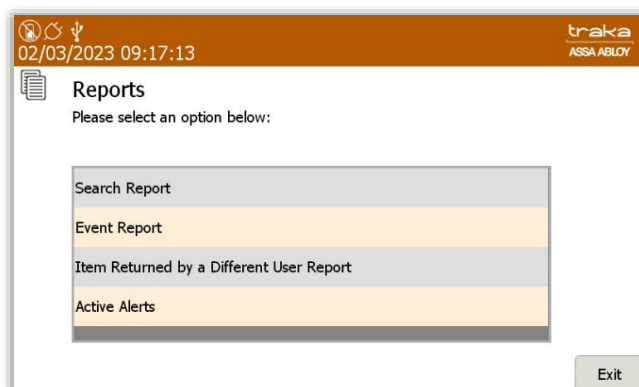 traka
02/03/2023 09:17:13
ASSA ABLOY
Reports
Please select an option below:
Search Report
Event Report
Item Returned by a Different User Report
Active Alerts
Exit